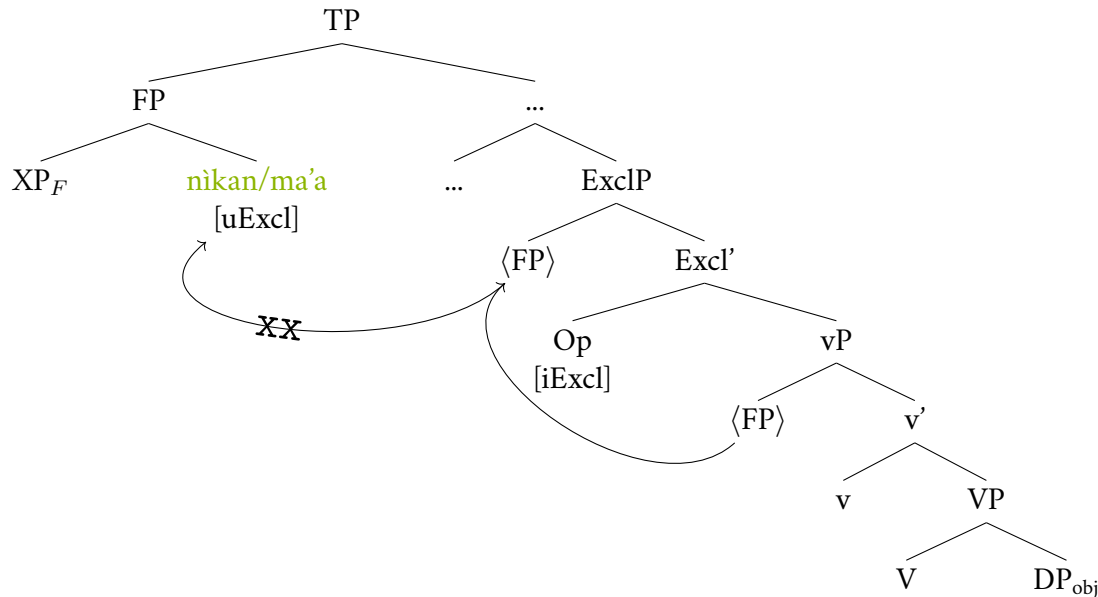 TP
FP ...
XP_F nìkan/ma’a ... ExclP
[uExcl]
⟨FP⟩ Excl’
XX
Op vP
[iExcl]
⟨FP⟩ v’
v VP
V DP_obj